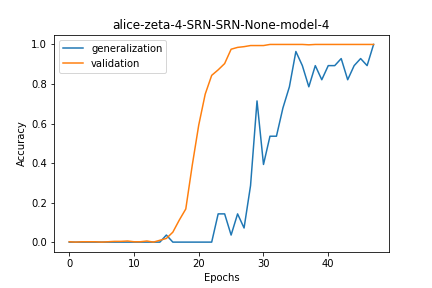 alice-zeta-4-SRN-SRN-None-model-4
generalization
validation
Accuracy
1.0
0.8
0.6
0.4
0.2
0.0
0 10 20 30 40
Epochs